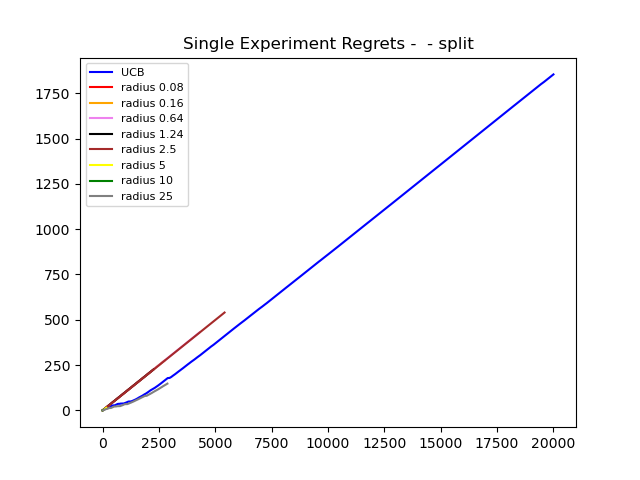 Single Experiment Regrets -  - split
UCB
radius 0.08
radius 0.16
radius 0.64
radius 1.24
radius 2.5
radius 5
radius 10
radius 25
1750
1500
1250
1000
750
500
250
0
0 2500 5000 7500 10000 12500 15000 17500 20000